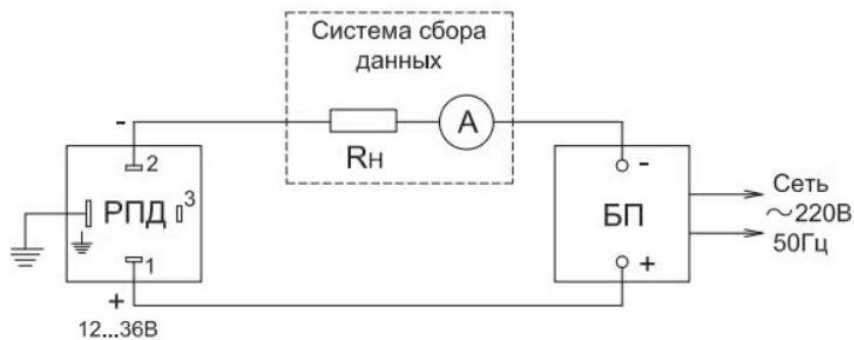 Система сбора
данных
-
A
RН
2
-
3
РПД
БП
Сеть
~220В
50Гц
1
+
+
12...36В